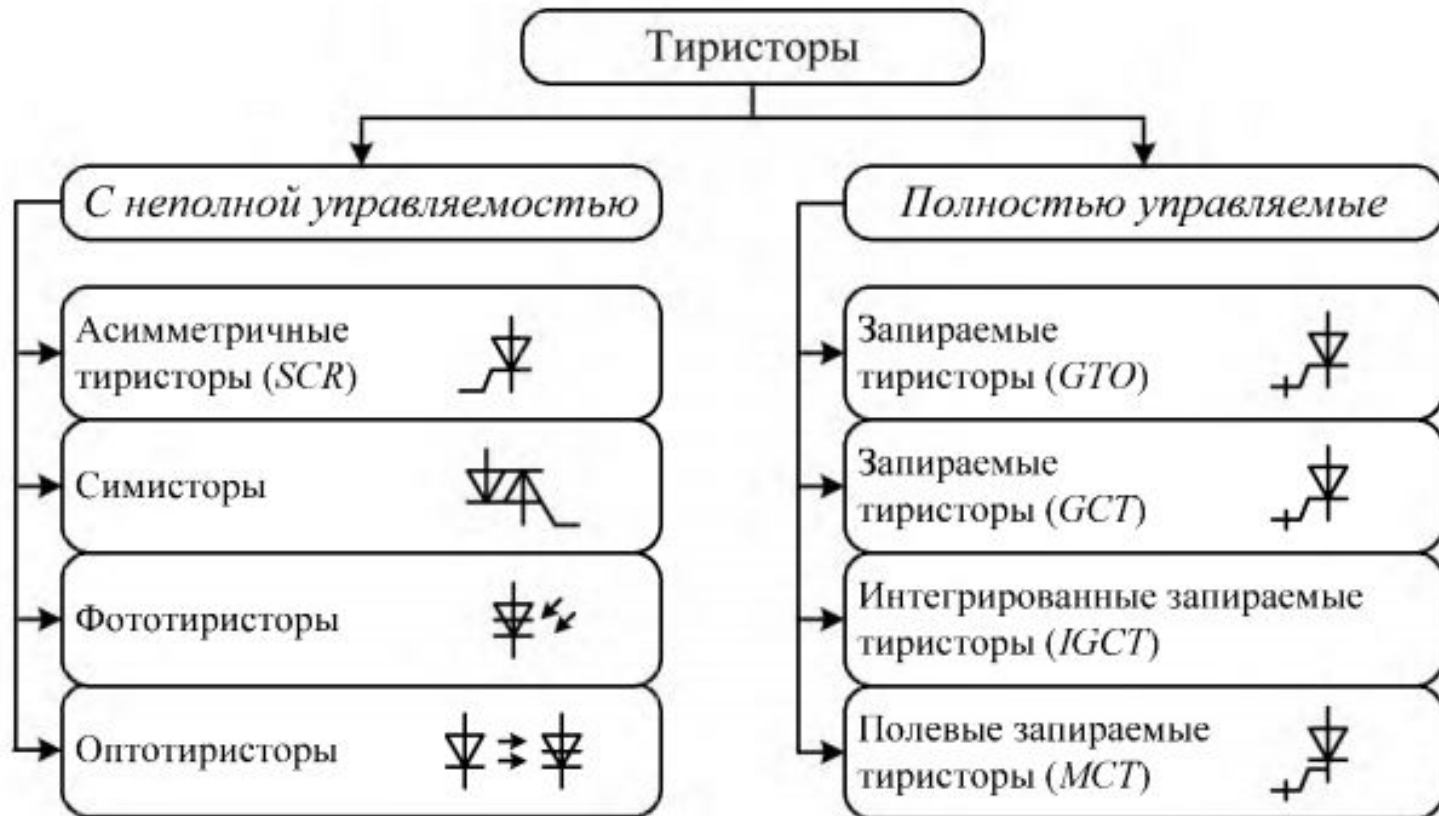 Тиристоры
С неполной управляемостью
Асимметричные
тиристоры (SCR)
Симисторы
Фототиристоры
Оптотиристоры
Полностью управляемые
Запираемые
тиристоры (GTO)
Запираемые
тиристоры (GCT)
Интегрированные запираемые
тиристоры (IGCT)
Полевые запираемые
тиристоры (MCT)